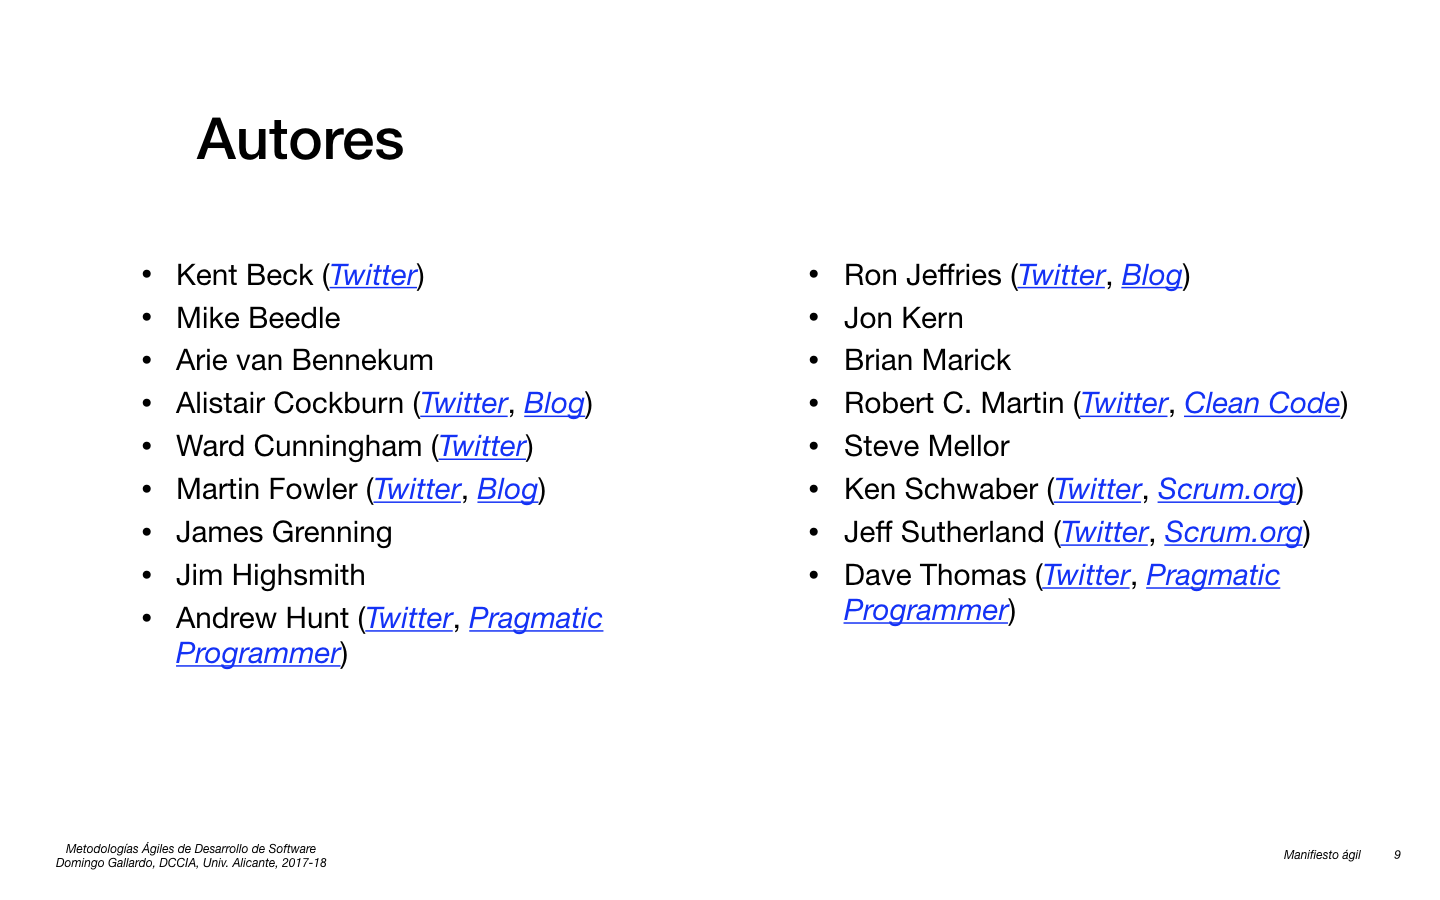 Autores
• Kent Beck (Twitter)
• Mike Beedle
• Arie van Bennekum
• Alistair Cockburn (Twitter, Blog)
• Ward Cunningham (Twitter)
• Martin Fowler (Twitter, Blog)
• James Grenning
• Jim Highsmith
• Andrew Hunt (Twitter, Pragmatic
Programmer)
• Ron Jeffries (Twitter, Blog)
• Jon Kern
• Brian Marick
• Robert C. Martin (Twitter, Clean Code)
• Steve Mellor
• Ken Schwaber (Twitter, Scrum.org)
• Jeff Sutherland (Twitter, Scrum.org)
• Dave Thomas (Twitter, Pragmatic
Programmer)
Metodologías Ágiles de Desarrollo de Software
Domingo Gallardo, DCCIA, Univ. Alicante, 2017-18
Manifiesto ágil 9